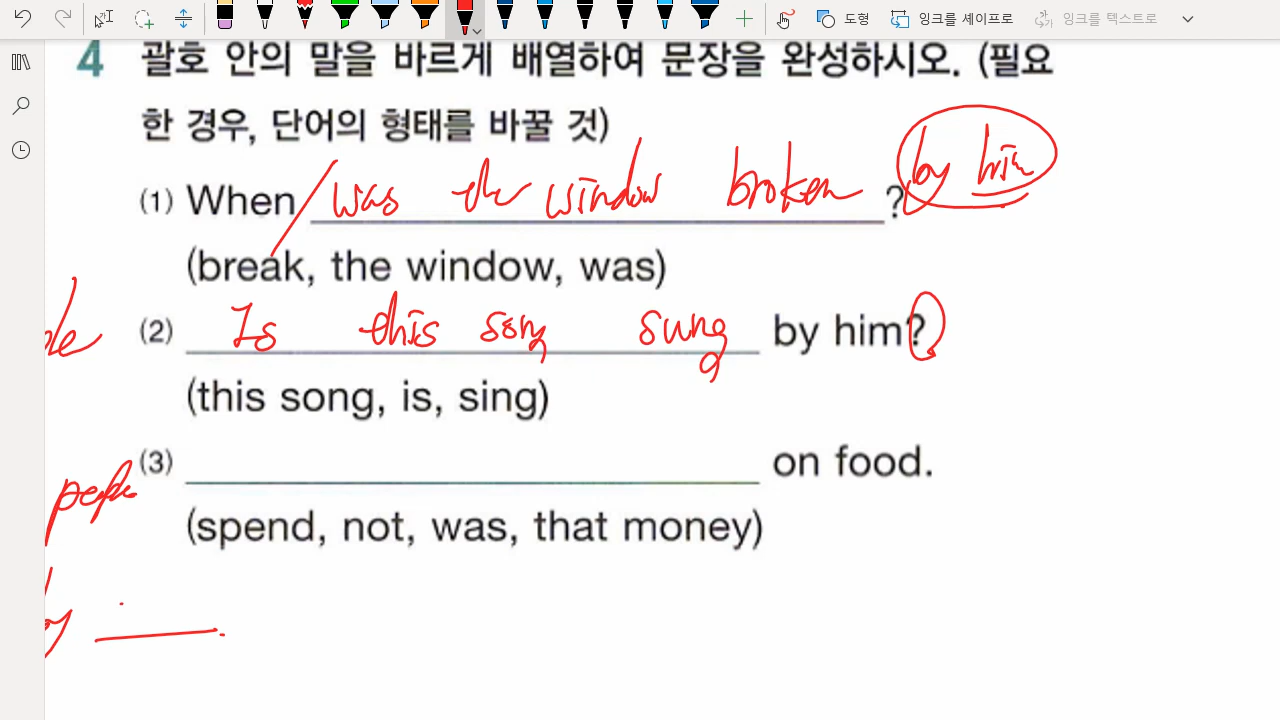 도형 잉크를 셰이프로 잉크를 텍스트로
4 괄호 안의 말을 바르게 배열하여 문장을 완성하시오. (필요
한 경우, 단어의 형태를 바꿀 것)
by him
(1) When was the window broken ?
(break, the window, was)
(2) Is this song sung by him?
(this song, is, sing)
(3) on food.
people
(spend, not, was, that money)